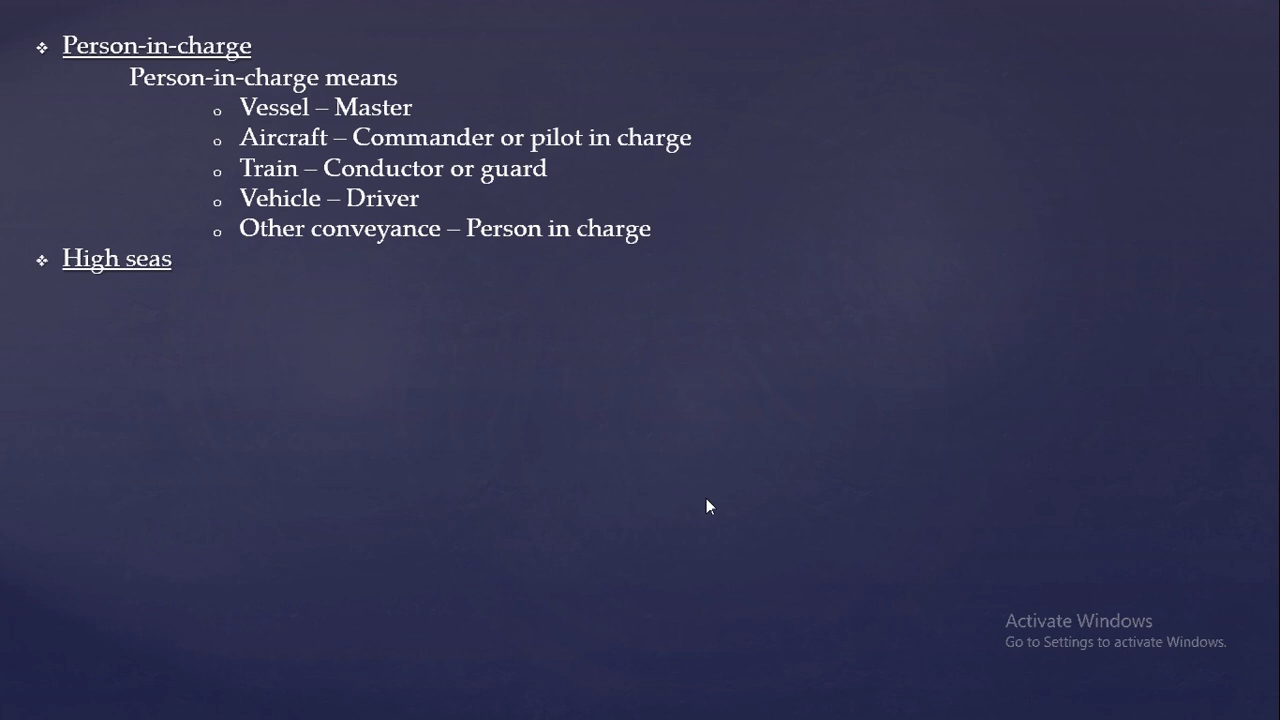 ❖ Person-in-charge
Person-in-charge means
o Vessel – Master
o Aircraft – Commander or pilot in charge
o Train – Conductor or guard
o Vehicle – Driver
o Other conveyance – Person in charge
❖ High seas
Activate Windows
Go to Settings to activate Windows.